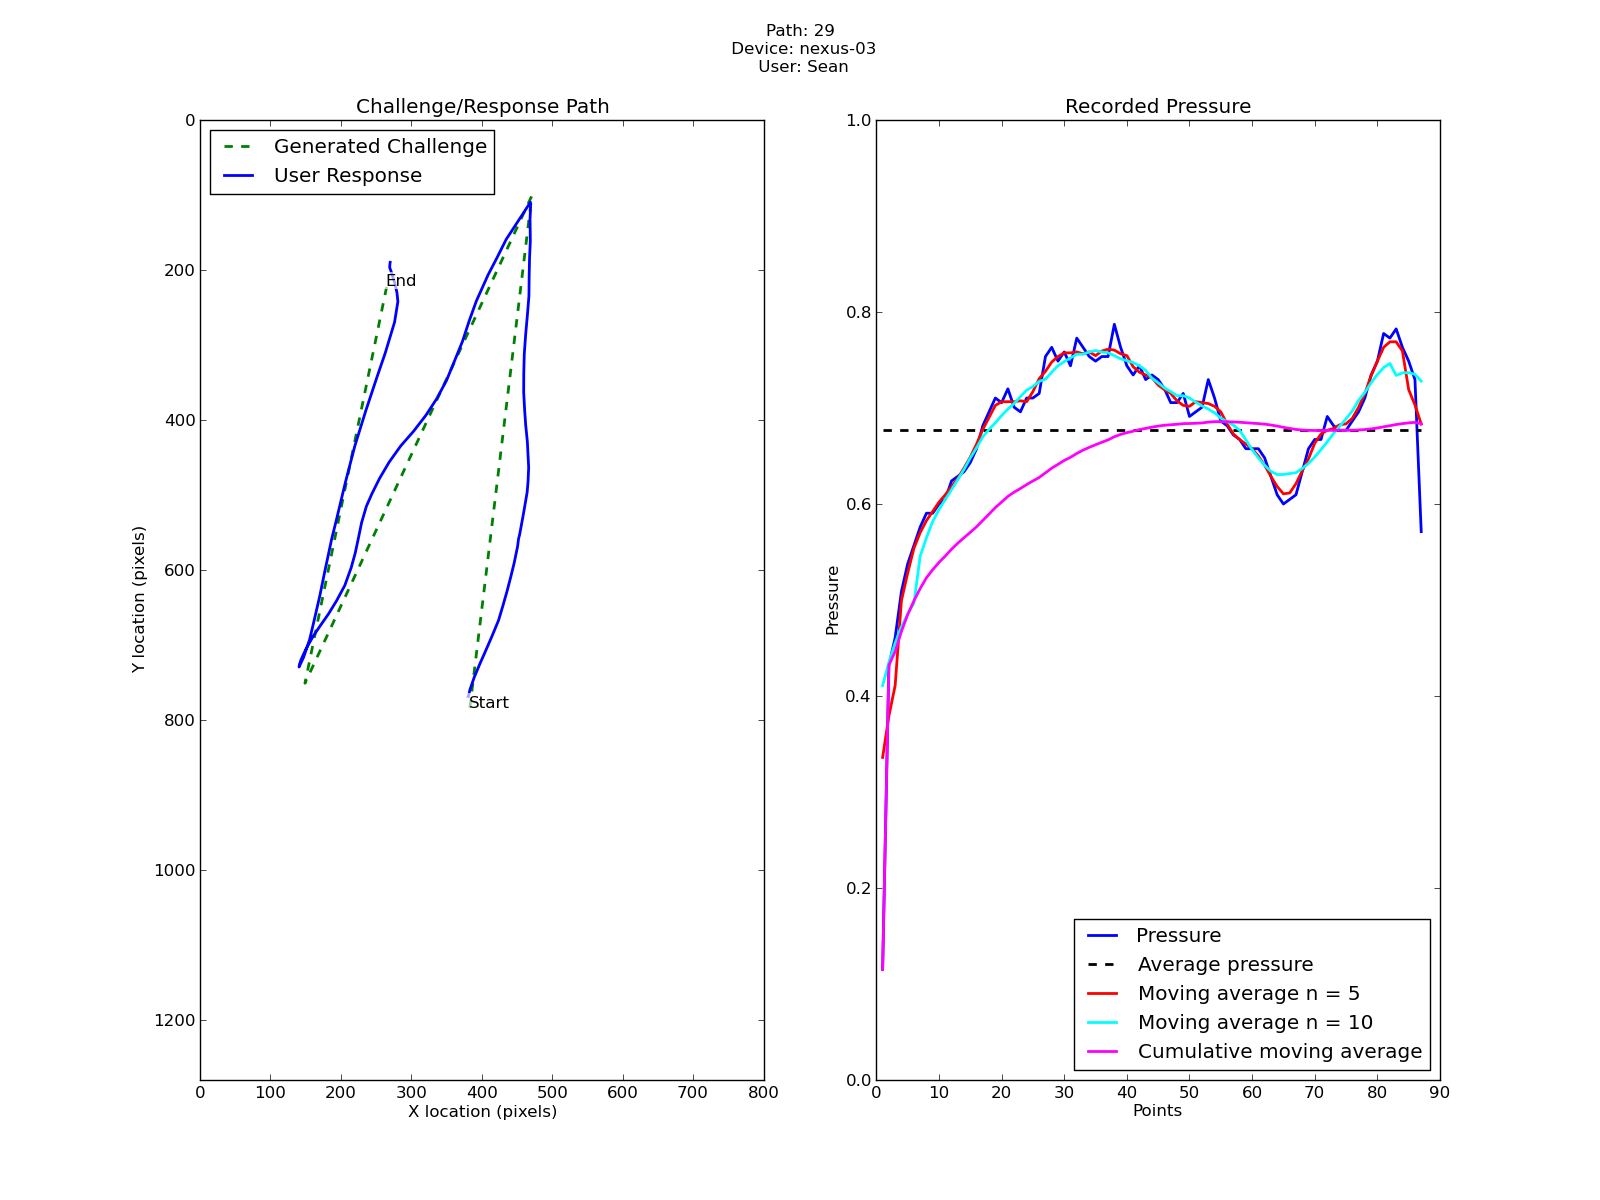 Path: 29
Device: nexus-03
User: Sean
Challenge/Response Path
Generated Challenge
User Response
End
Start
0
200
400
600
800
1000
1200
Y location (pixels)
0 100 200 300 400 500 600 700 800
X location (pixels)
Recorded Pressure
1.0
0.8
0.6
0.4
0.2
0.0
Pressure
Pressure
Average pressure
Moving average n = 5
Moving average n = 10
Cumulative moving average
0 10 20 30 40 50 60 70 80 90
Points